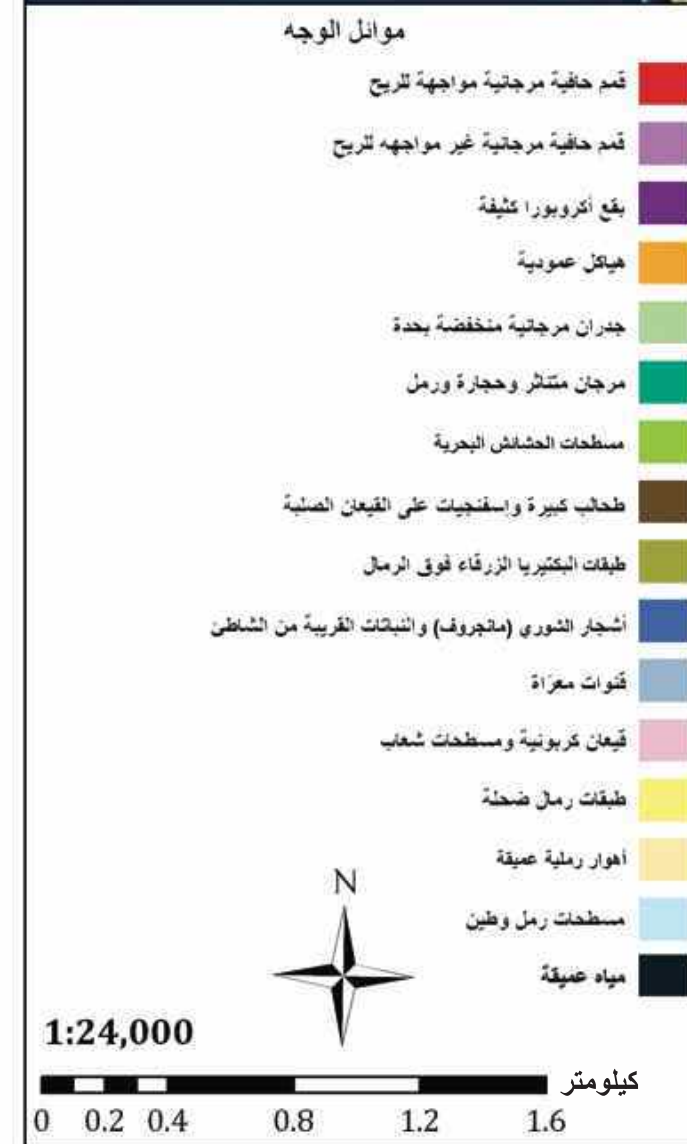 موائل الوجه
قمم حافية مرجانية مواجهة للريح
قمم حافية مرجانية غير مواجهه للريح
بقع أكروبورا كثيفة
هياكل عمودية
جدران مرجانية منخفضة بحدة
مرجان متناثر وحجارة ورمل
مسطحات الحشائش البحرية
طحالب كبيرة وإسفنجيات على القيعان الصلبة
طبقات البكتيريا الزرقاء فوق الرمال
أشجار الشوري (مانجروف) والنباتات القريبة من الشاطئ
قنوات معرّاة
قيعان كربونية ومسطحات شعاب
طبقات رمال ضحلة
أهوار رملية عميقة
مسطحات رمل وطين
مياه عميقة
N
1:24,000
كيلومتر
0 0.2 0.4 0.8 1.2 1.6